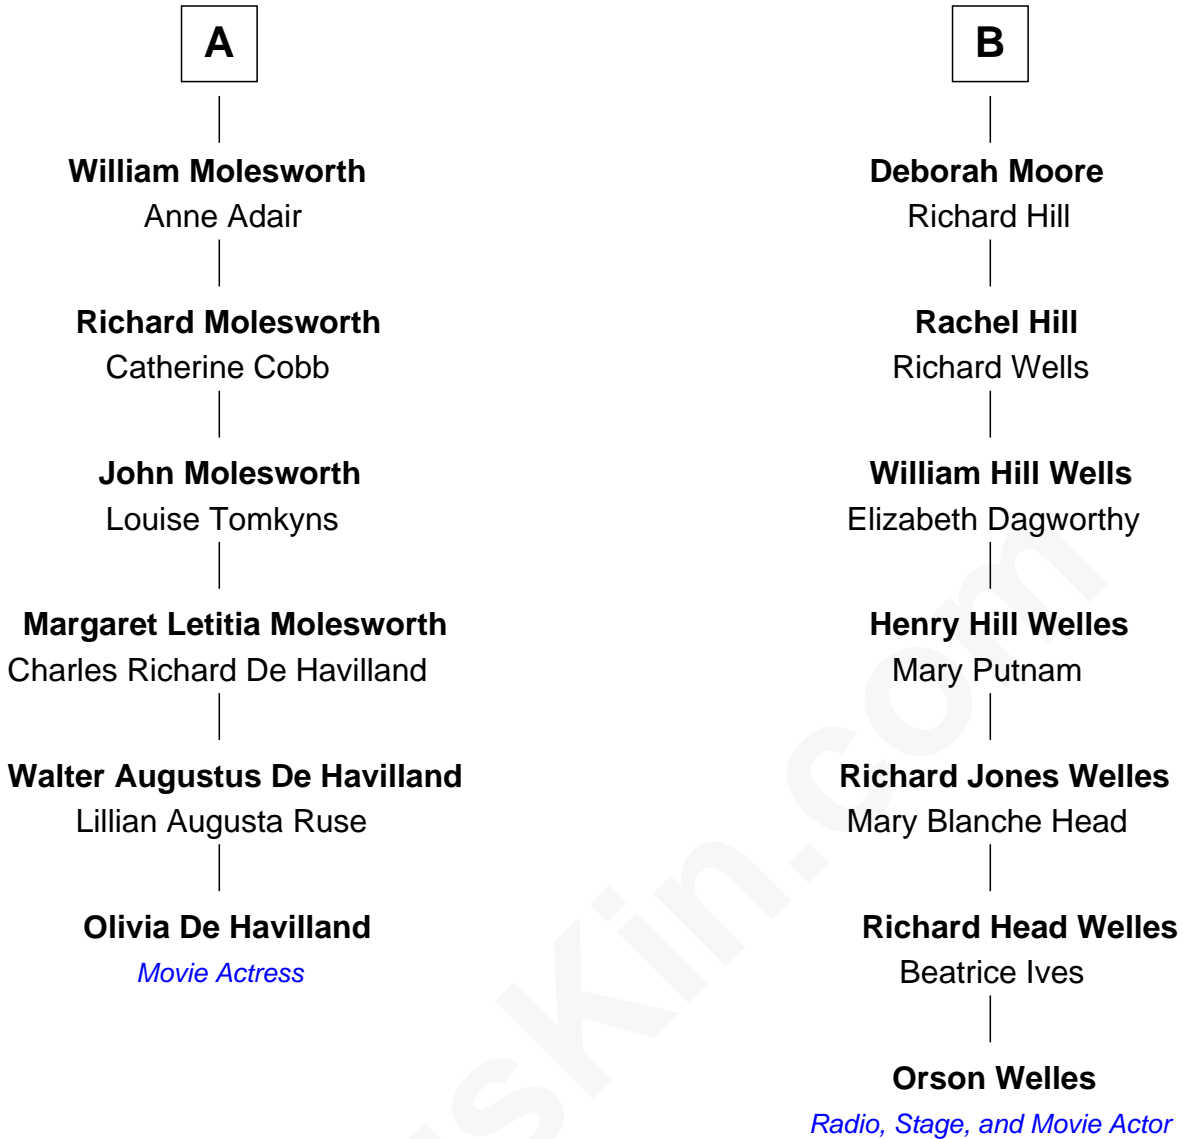 A
William Molesworth
Anne Adair
Richard Molesworth
Catherine Cobb
John Molesworth
Louise Tomkyns
Margaret Letitia Molesworth
Charles Richard De Havilland
Walter Augustus De Havilland
Lillian Augusta Ruse
Olivia De Havilland
Movie Actress
B
Deborah Moore
Richard Hill
Rachel Hill
Richard Wells
William Hill Wells
Elizabeth Dagworthy
Henry Hill Welles
Mary Putnam
Richard Jones Welles
Mary Blanche Head
Richard Head Welles
Beatrice Ives
Orson Welles
Radio, Stage, and Movie Actor